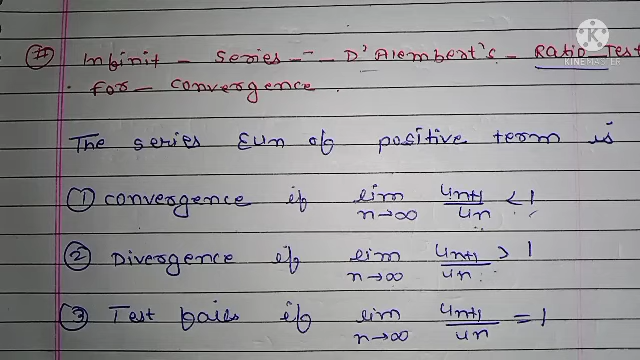 # Infinit - Series -- D'Alembert's - Ratio Test
for - convergence
KINEMASTER
The series Σun of positive term is
① convergence if lim n→∞ un+1/un < 1
② Divergence if lim n→∞ un+1/un > 1
③ Test fails if lim n→∞ un+1/un = 1